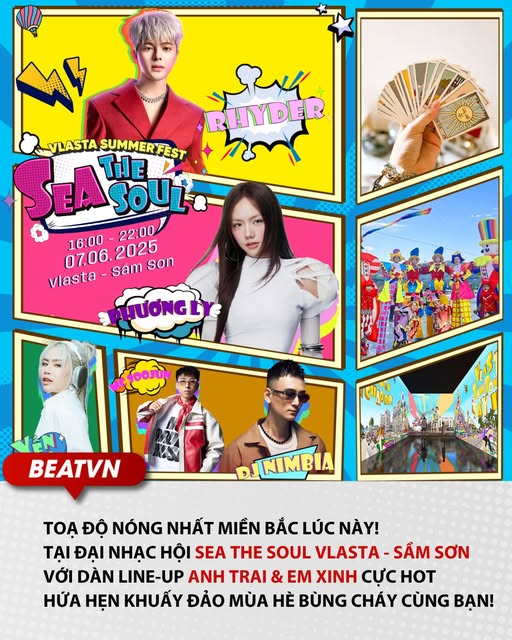 RHYDER
VLASTA SUMMER FEST
SEA THE SOUL
16:00 - 22:00
07.06.2025
Vlasta - Sầm Sơn
PHƯƠNG LY
MC GOOJUN
DJ NIMBIA
YẾN
BEATVN
TOẠ ĐỘ NÓNG NHẤT MIỀN BẮC LÚC NÀY!
TẠI ĐẠI NHẠC HỘI SEA THE SOUL VLASTA - SẦM SƠN
VỚI DÀN LINE-UP ANH TRAI & EM XINH CỰC HOT
HỨA HẸN KHUẤY ĐẢO MÙA HÈ BÙNG CHÁY CÙNG BẠN!